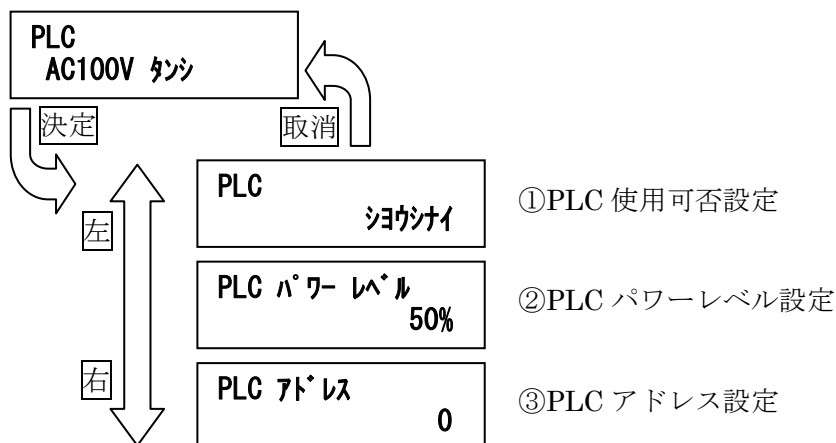 PLC
AC100V ﾀﾝｼ
決定
取消
PLC
ｼﾖｳｼﾅｲ
①PLC 使用可否設定
左
PLC ﾊﾟﾜｰ ﾚﾍﾞﾙ
50%
②PLC パワーレベル設定
右
PLC ｱﾄﾞﾚｽ
0
③PLC アドレス設定